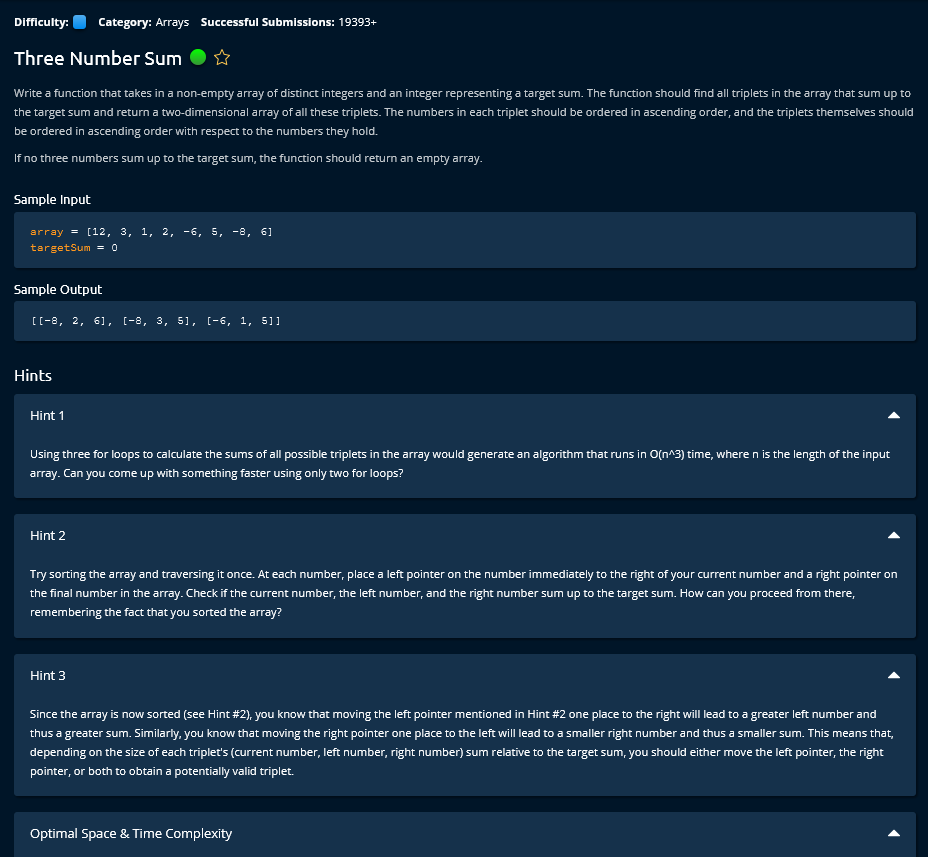 Difficulty: Category: Arrays Successful Submissions: 19393+
Three Number Sum
Write a function that takes in a non-empty array of distinct integers and an integer representing a target sum. The function should find all triplets in the array that sum up to
the target sum and return a two-dimensional array of all these triplets. The numbers in each triplet should be ordered in ascending order, and the triplets themselves should
be ordered in ascending order with respect to the numbers they hold.
If no three numbers sum up to the target sum, the function should return an empty array.
Sample Input
array = [12, 3, 1, 2, -6, 5, -8, 6]
targetSum = 0
Sample Output
[[-8, 2, 6], [-8, 3, 5], [-6, 1, 5]]
Hints
Hint 1
Using three for loops to calculate the sums of all possible triplets in the array would generate an algorithm that runs in O(n^3) time, where n is the length of the input
array. Can you come up with something faster using only two for loops?
Hint 2
Try sorting the array and traversing it once. At each number, place a left pointer on the number immediately to the right of your current number and a right pointer on
the final number in the array. Check if the current number, the left number, and the right number sum up to the target sum. How can you proceed from there,
remembering the fact that you sorted the array?
Hint 3
Since the array is now sorted (see Hint #2), you know that moving the left pointer mentioned in Hint #2 one place to the right will lead to a greater left number and
thus a greater sum. Similarly, you know that moving the right pointer one place to the left will lead to a smaller right number and thus a smaller sum. This means that,
depending on the size of each triplet's (current number, left number, right number) sum relative to the target sum, you should either move the left pointer, the right
pointer, or both to obtain a potentially valid triplet.
Optimal Space & Time Complexity